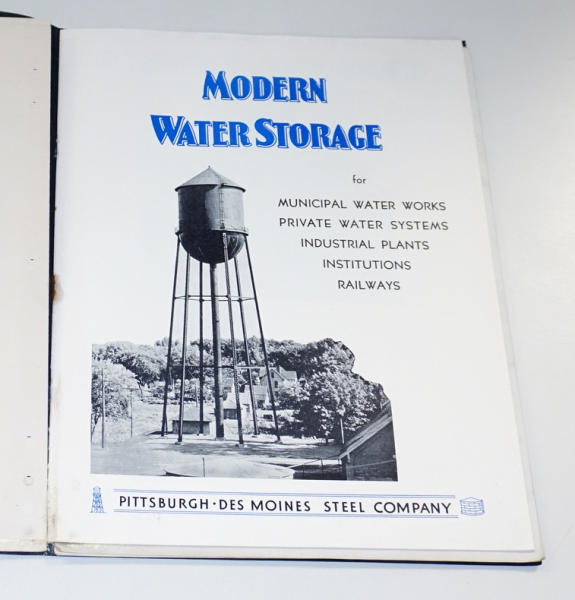 MODERN
WATER STORAGE
for
MUNICIPAL WATER WORKS
PRIVATE WATER SYSTEMS
INDUSTRIAL PLANTS
INSTITUTIONS
RAILWAYS
PITTSBURGH · DES MOINES STEEL COMPANY